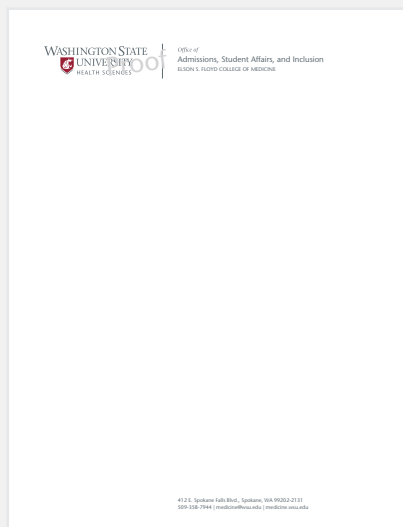 WASHINGTON STATE
UNIVERSITY
HEALTH SCIENCES
Proof
Office of
Admissions, Student Affairs, and Inclusion
ELSON S. FLOYD COLLEGE OF MEDICINE
412 E. Spokane Falls Blvd., Spokane, WA 99202-2131
509-358-7944 | medicine@wsu.edu | medicine.wsu.edu